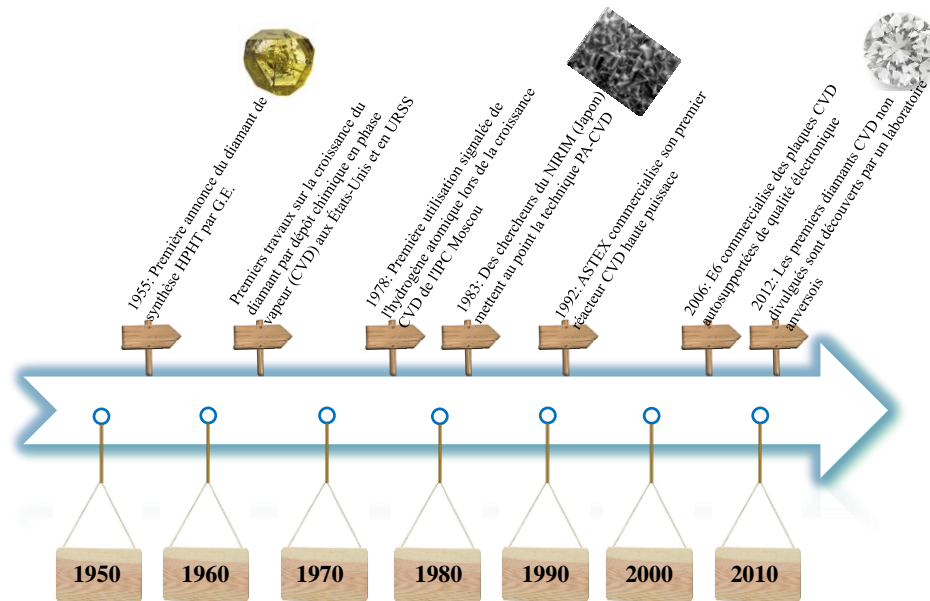 1955: Première annonce du diamant de
synthèse HPHT par G.E.
Premiers travaux sur la croissance du
diamant par dépôt chimique en phase
vapeur (CVD) aux États-Unis et en URSS
1978: Première utilisation signalée de
l'hydrogène atomique lors de la croissance
CVD de l'IPC Moscou
1983: Des chercheurs du NIRIM (Japon)
mettent au point la technique PA-CVD
1992: ASTEX commercialise son premier
réacteur CVD haute puissace
2006: E6 commercialise des plaques CVD
autosupportées de qualité électronique
2012: Les premiers diamants CVD non
divulgués sont découverts par un laboratoire
anversois
1950
1960
1970
1980
1990
2000
2010